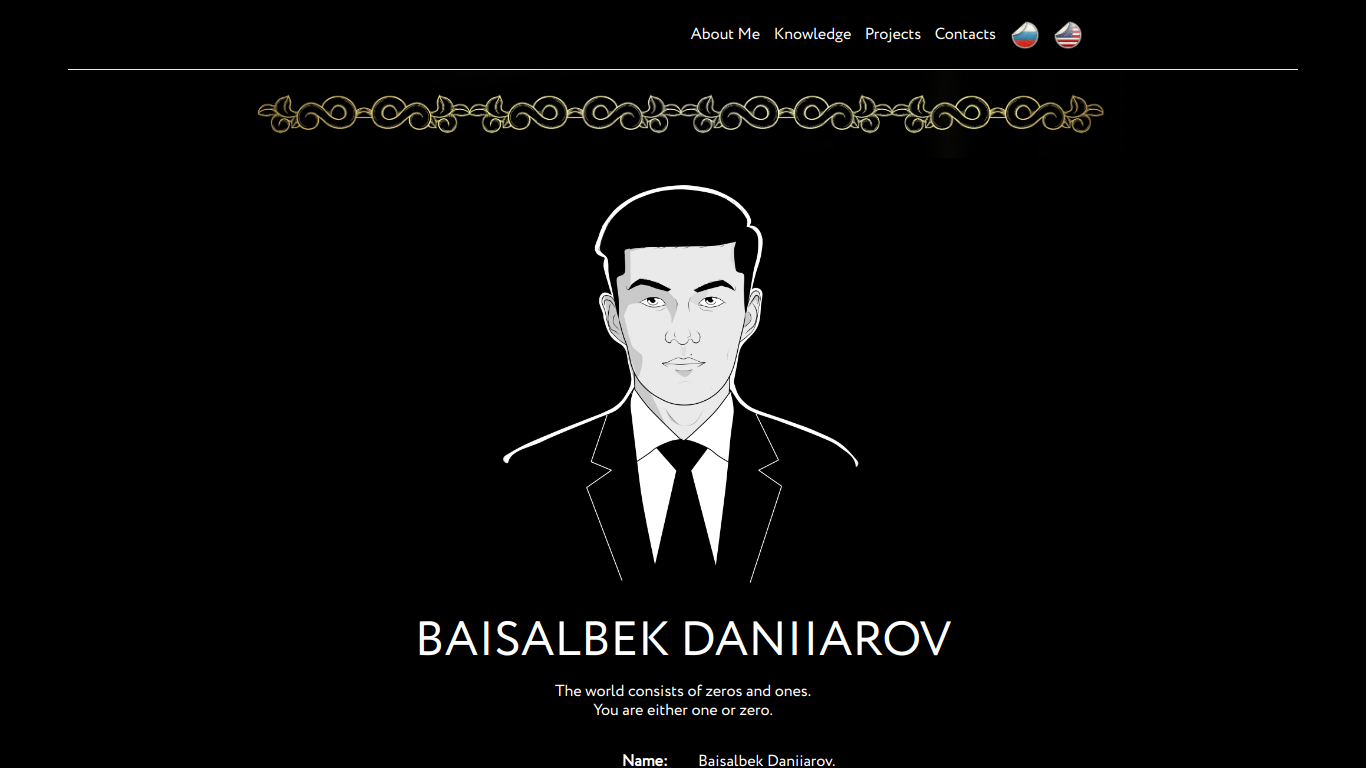 About Me Knowledge Projects Contacts
BAISALBEK DANIIAROV
The world consists of zeros and ones.
You are either one or zero.
Name: Baisalbek Daniiarov.